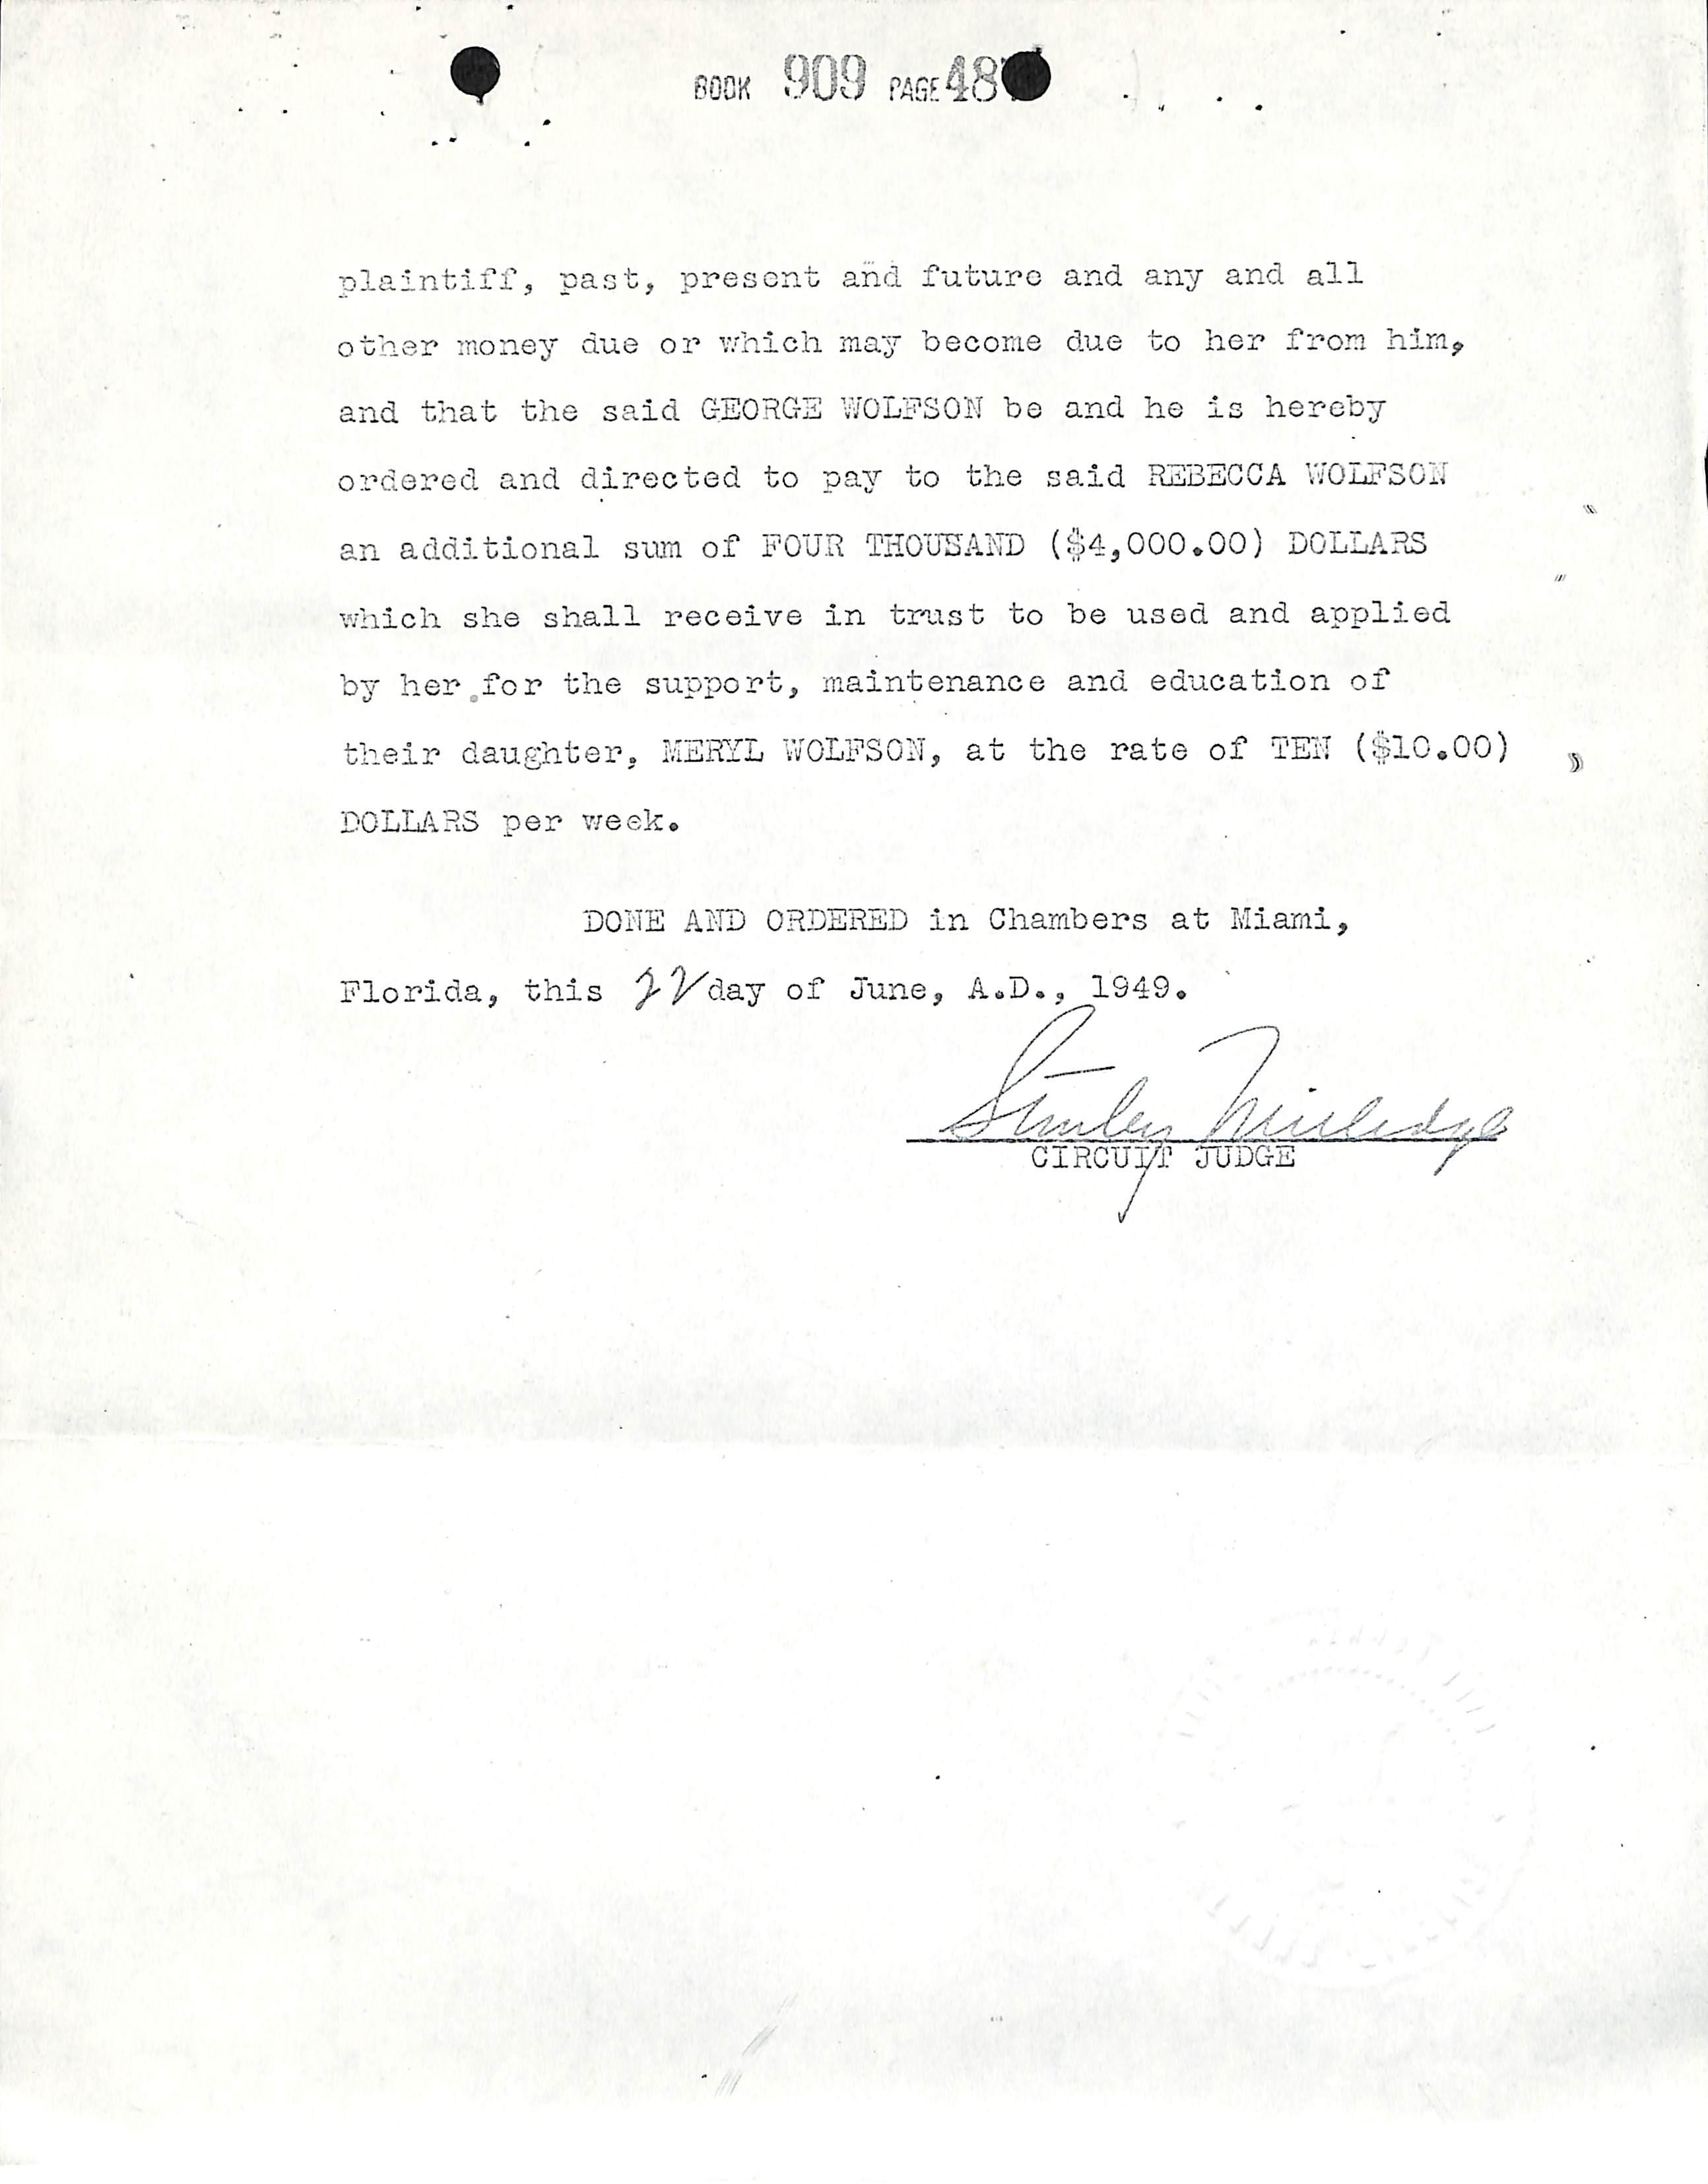 BOOK 909 PAGE 48
plaintiff, past, present and future and any and all
other money due or which may become due to her from him,
and that the said GEORGE WOLFSON be and he is hereby
ordered and directed to pay to the said REBECCA WOLFSON
an additional sum of FOUR THOUSAND ($4,000.00) DOLLARS
which she shall receive in trust to be used and applied
by her for the support, maintenance and education of
their daughter, MERYL WOLFSON, at the rate of TEN ($10.00)
DOLLARS per week.
DONE AND ORDERED in Chambers at Miami,
Florida, this 22 day of June, A.D., 1949.
Stanley Milledge
CIRCUIT JUDGE